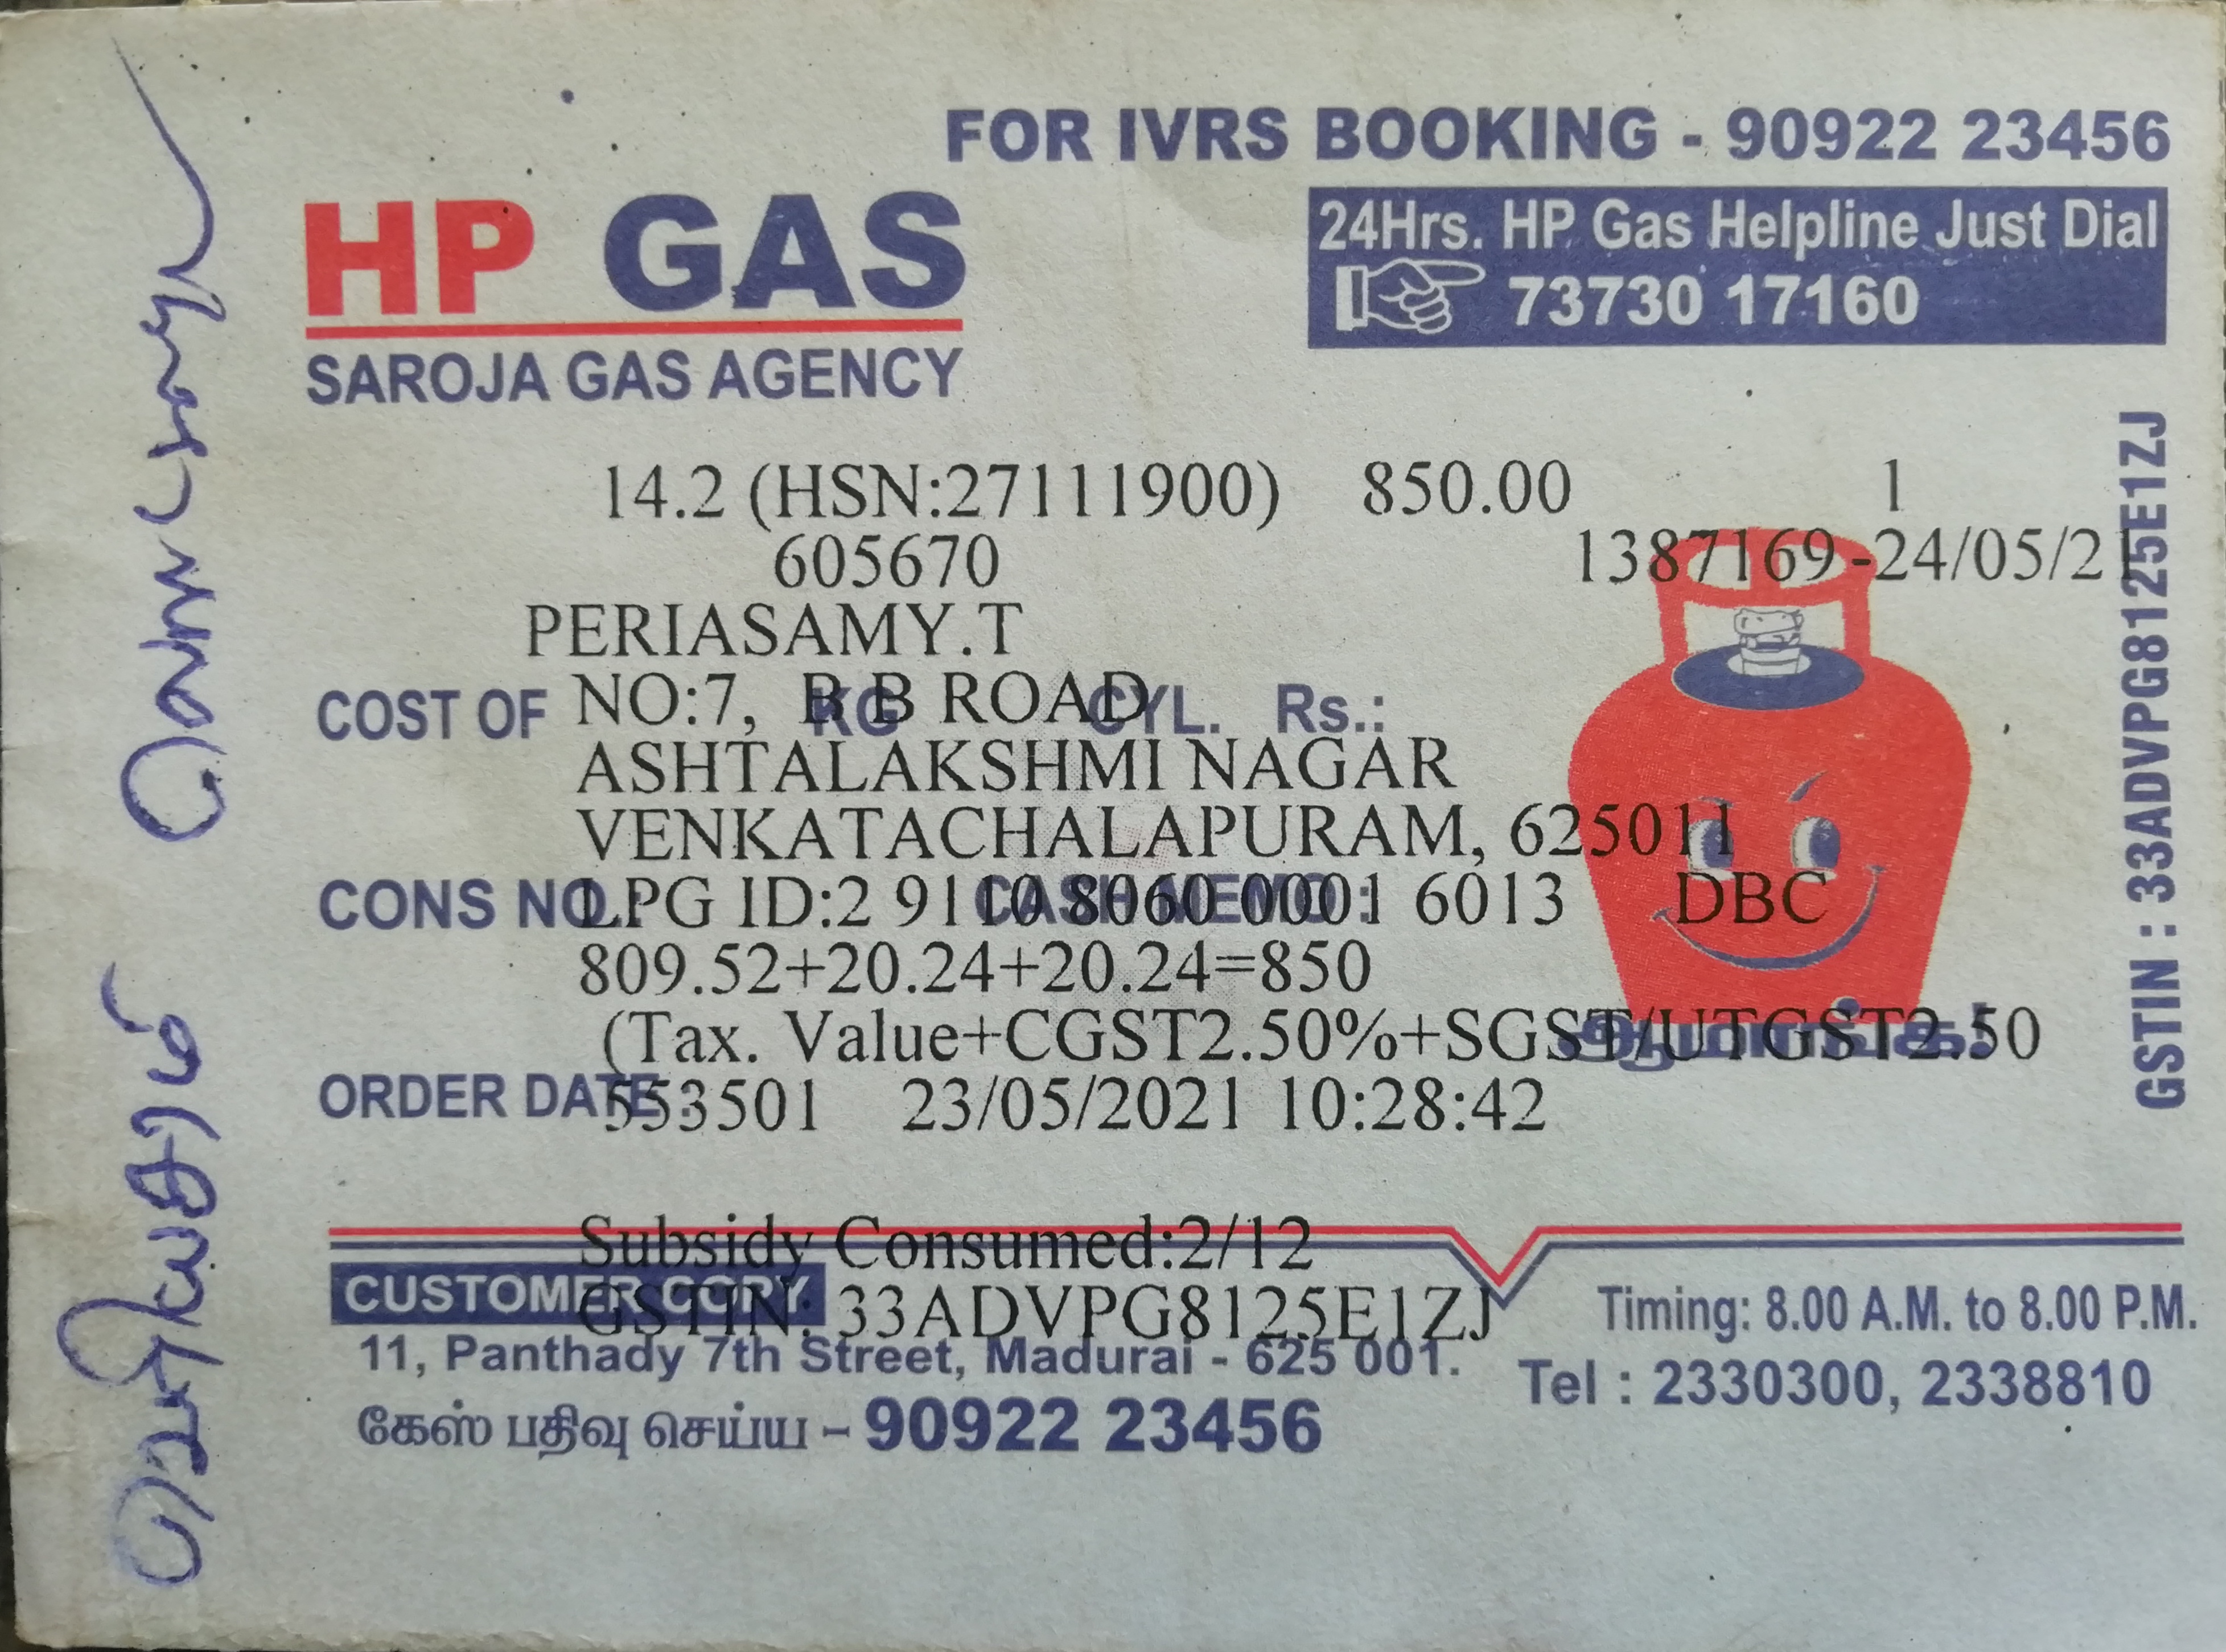 FOR IVRS BOOKING - 90922 23456
HP GAS
24Hrs. HP Gas Helpline Just Dial
73730 17160
SAROJA GAS AGENCY
14.2 (HSN:27111900) 850.00 1
605670 1387169-24/05/21
PERIASAMY.T
COST OF KG CYL. Rs.:
NO:7, B B ROAD
ASHTALAKSHMI NAGAR
VENKATACHALAPURAM, 625011
CONS NO.: CASH MEMO :
LPG ID:2 9110 8060 0001 6013 DBC
809.52+20.24+20.24=850
(Tax. Value+CGST2.50%+SGST/UTGST2.50
ORDER DATE :
553501 23/05/2021 10:28:42
GSTIN : 33ADVPG8125E1ZJ
Subsidy Consumed:2/12
CUSTOMER COPY
GSTIN: 33ADVPG8125E1ZJ
Timing: 8.00 A.M. to 8.00 P.M.
11, Panthady 7th Street, Madurai - 625 001.
Tel : 2330300, 2338810
கேஸ் பதிவு செய்ய - 90922 23456